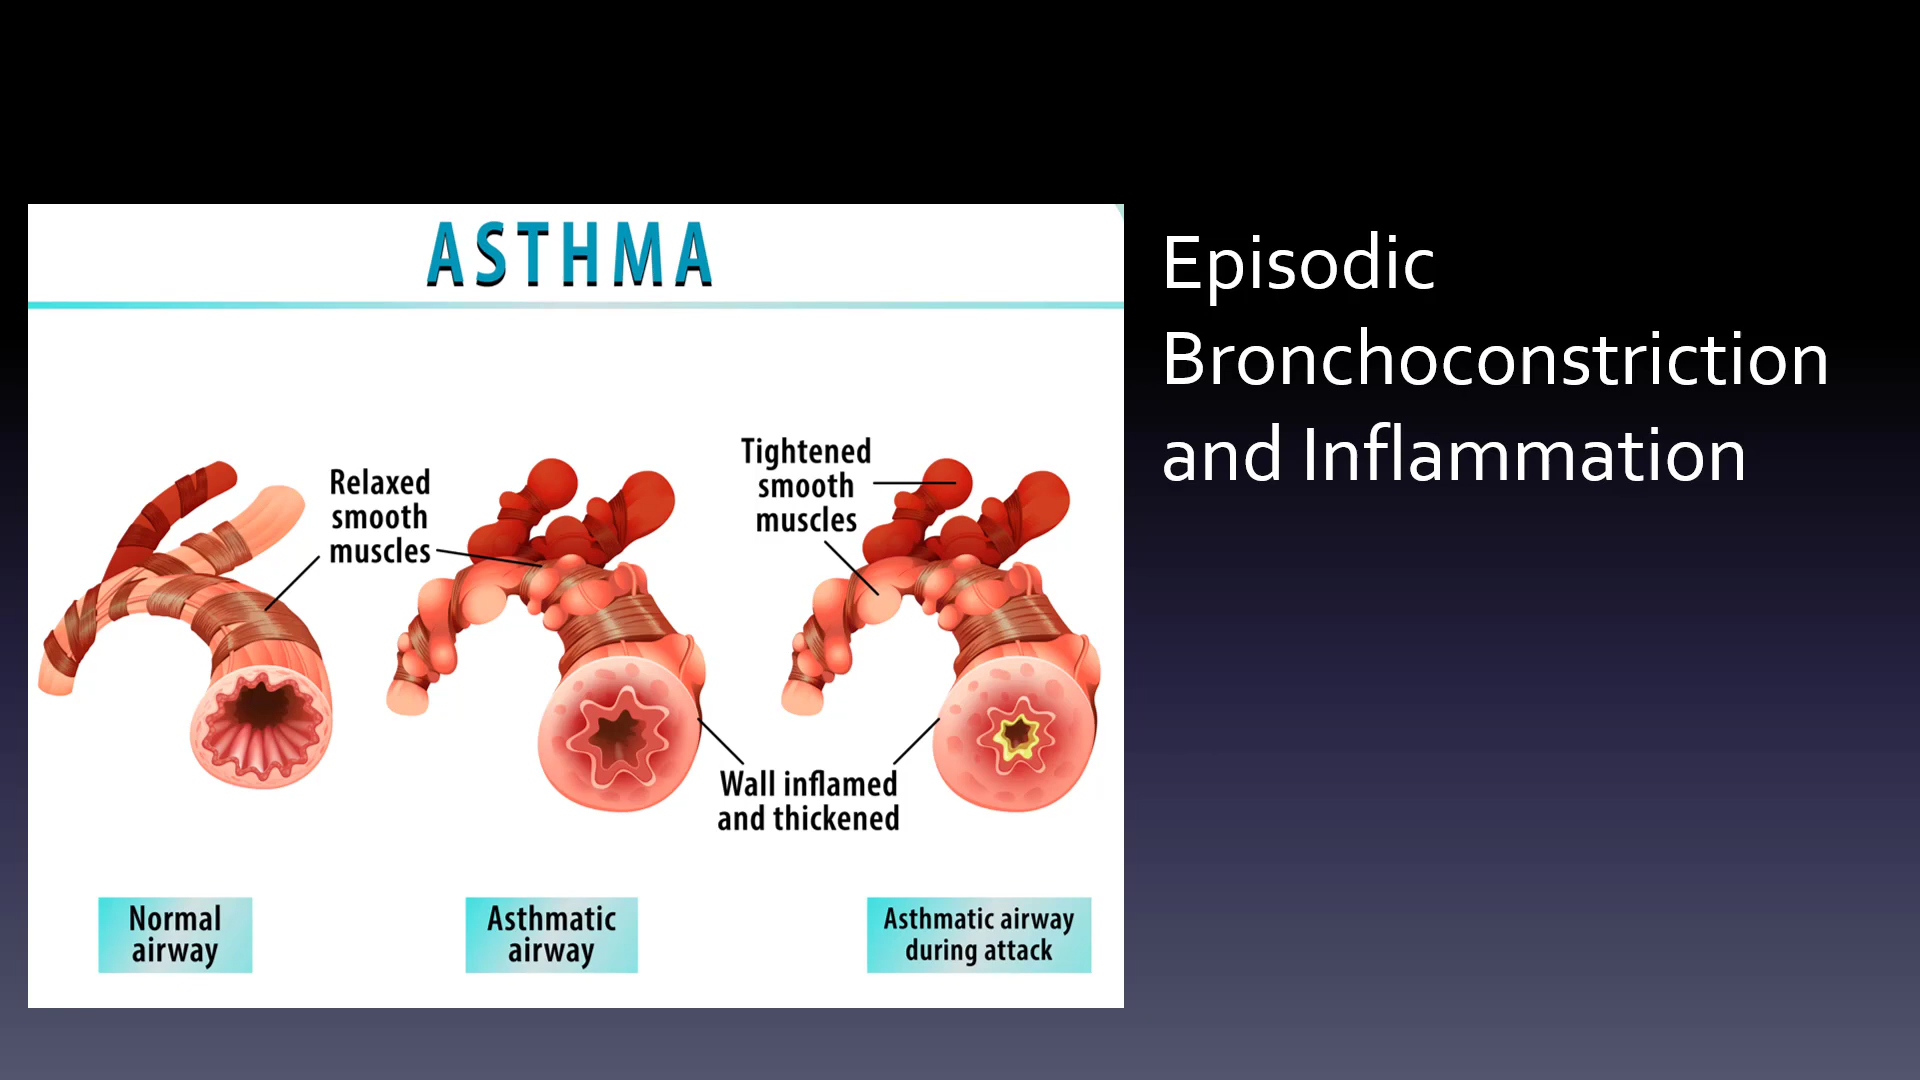 ASTHMA
Relaxed
smooth
muscles
Tightened
smooth
muscles
Wall inflamed
and thickened
Normal
airway
Asthmatic
airway
Asthmatic airway
during attack
Episodic
Bronchoconstriction
and Inflammation